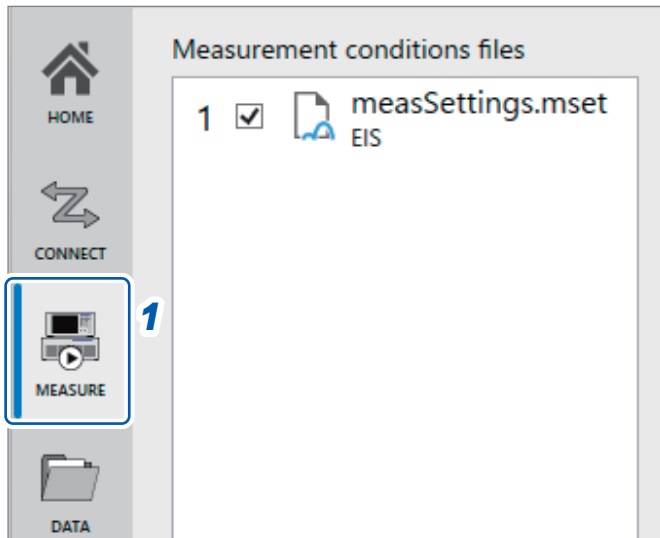 HOME
CONNECT
MEASURE
DATA
1
Measurement conditions files
1 measSettings.mset
EIS